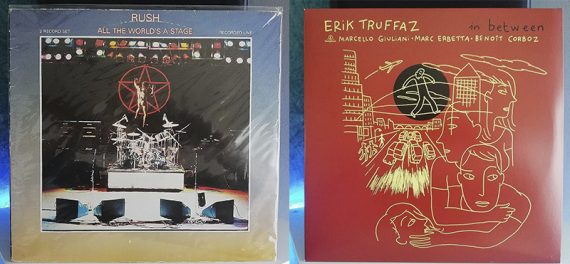 RUSH
ALL THE WORLD'S A STAGE
2 RECORD SET
RECORDED LIVE
ERIK TRUFFAZ
in between
MARCELLO GIULIANI • MARC ERBETTA • BENOÎT CORBOZ